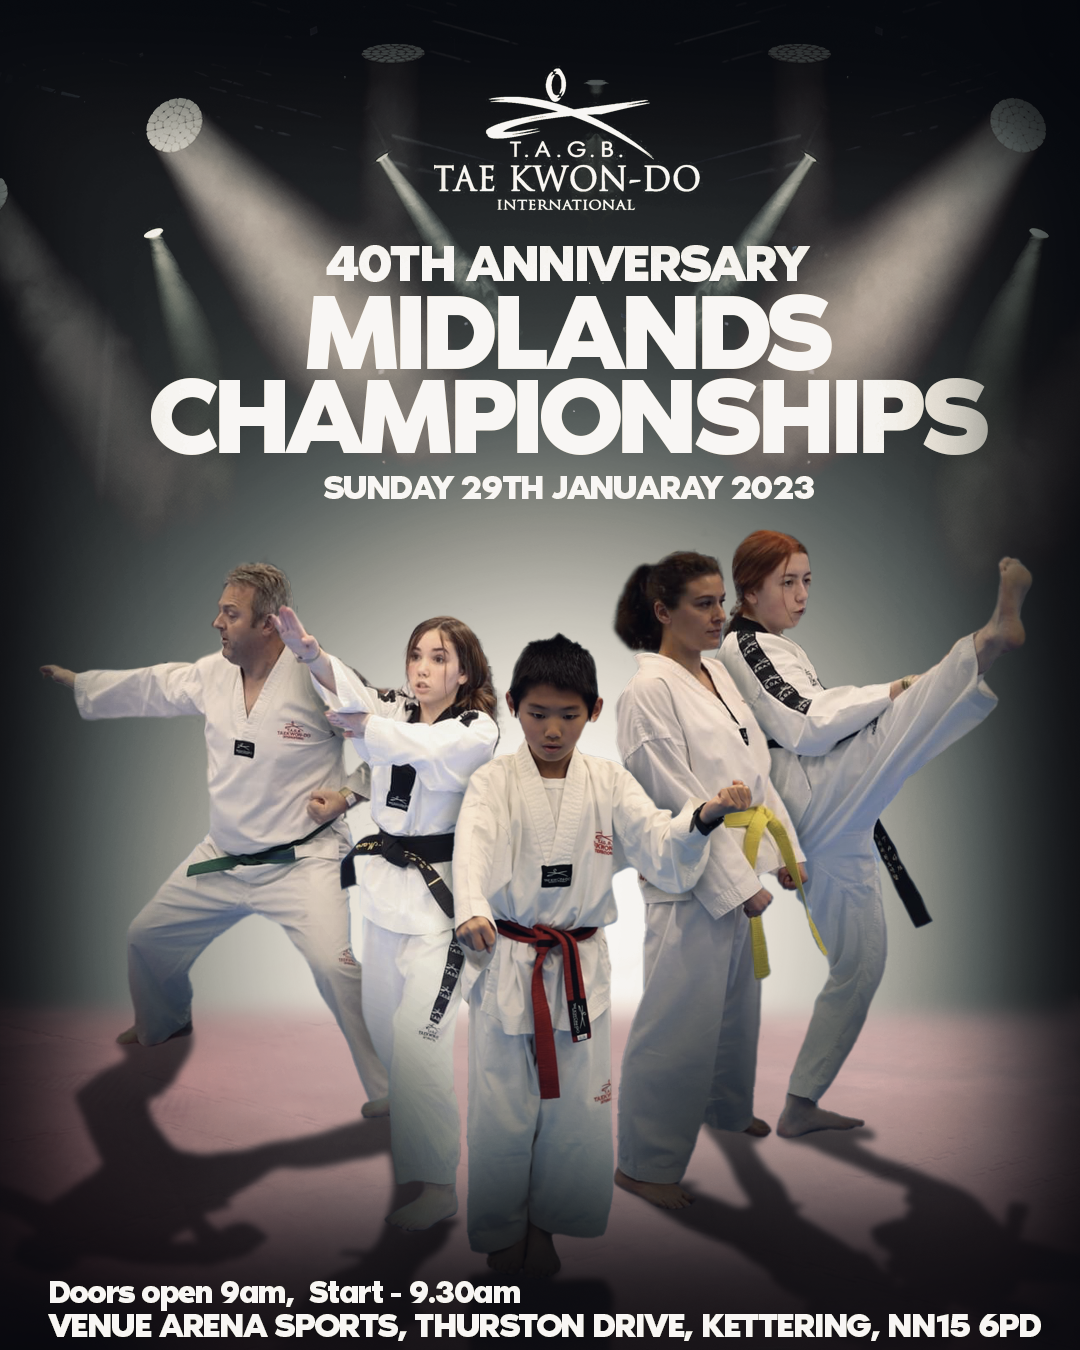 T.A.G.B.
TAE KWON-DO
INTERNATIONAL
40TH ANNIVERSARY
MIDLANDS
CHAMPIONSHIPS
SUNDAY 29TH JANUARAY 2023
Doors open 9am, Start - 9.30am
VENUE ARENA SPORTS, THURSTON DRIVE, KETTERING, NN15 6PD